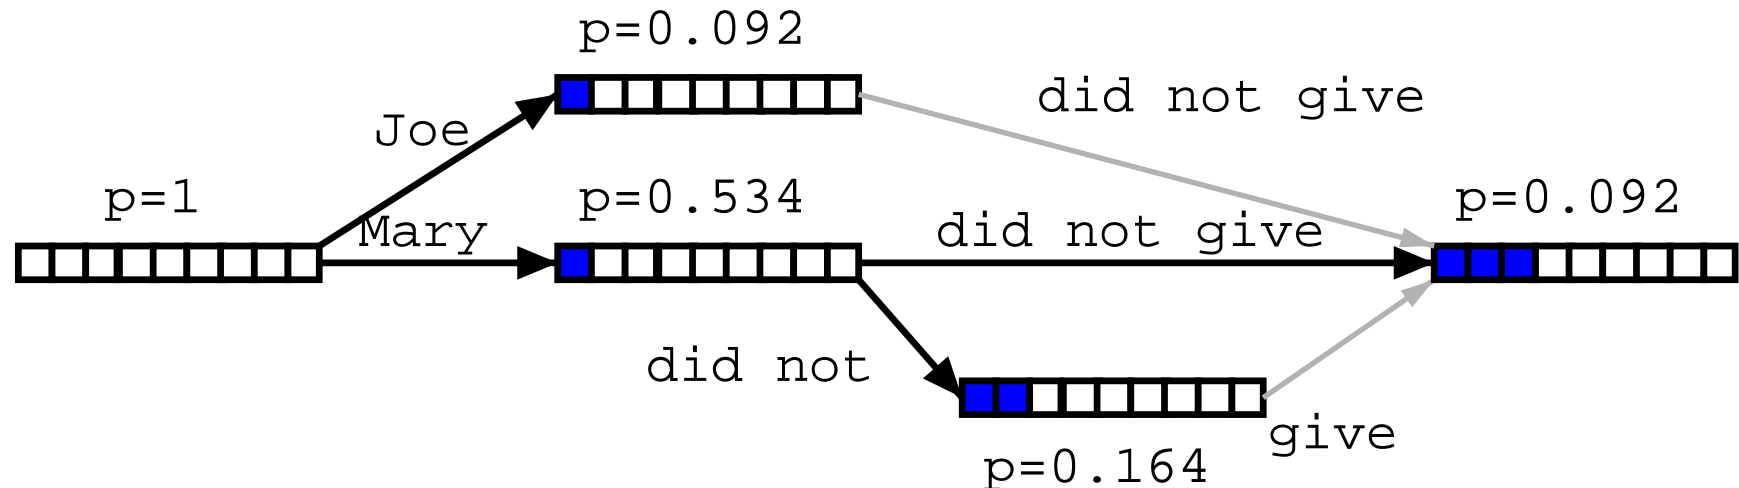 p=0.092
did not give
Joe
p=1
p=0.534
p=0.092
Mary
did not give
did not
give
p=0.164